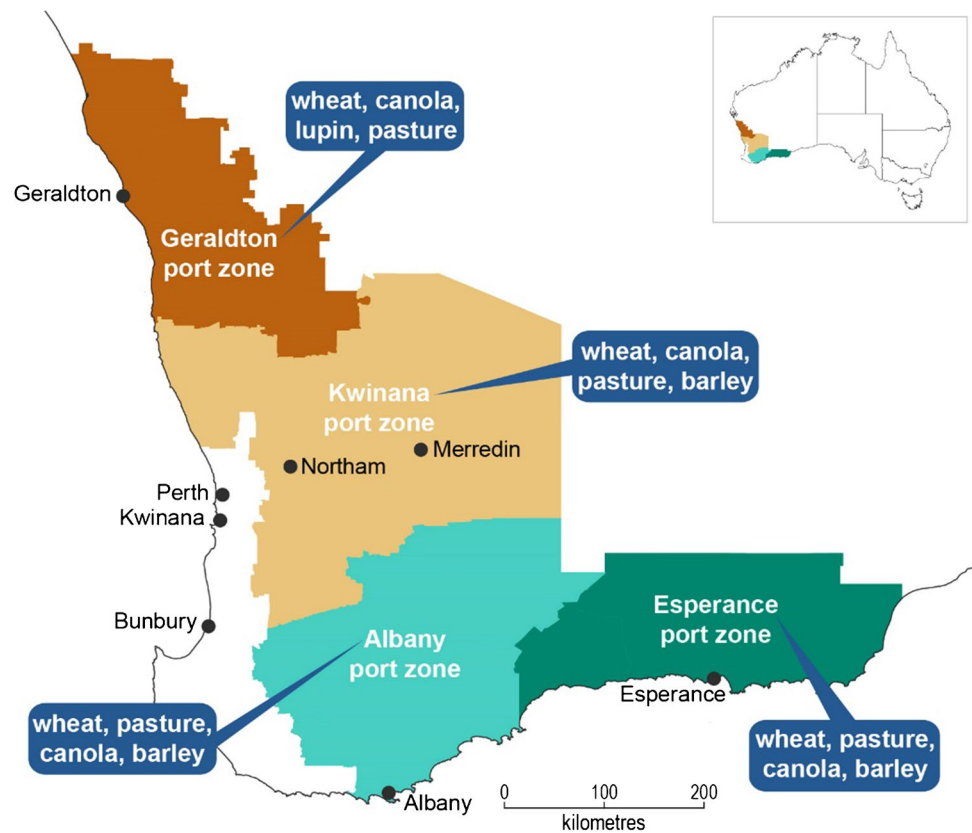 wheat, canola,
lupin, pasture
Geraldton
Geraldton
port zone
wheat, canola,
pasture, barley
Kwinana
port zone
Merredin
Northam
Perth
Kwinana
Bunbury
Esperance
port zone
Albany
port zone
Esperance
wheat, pasture,
canola, barley
wheat, pasture,
canola, barley
Albany
0 100 200
kilometres